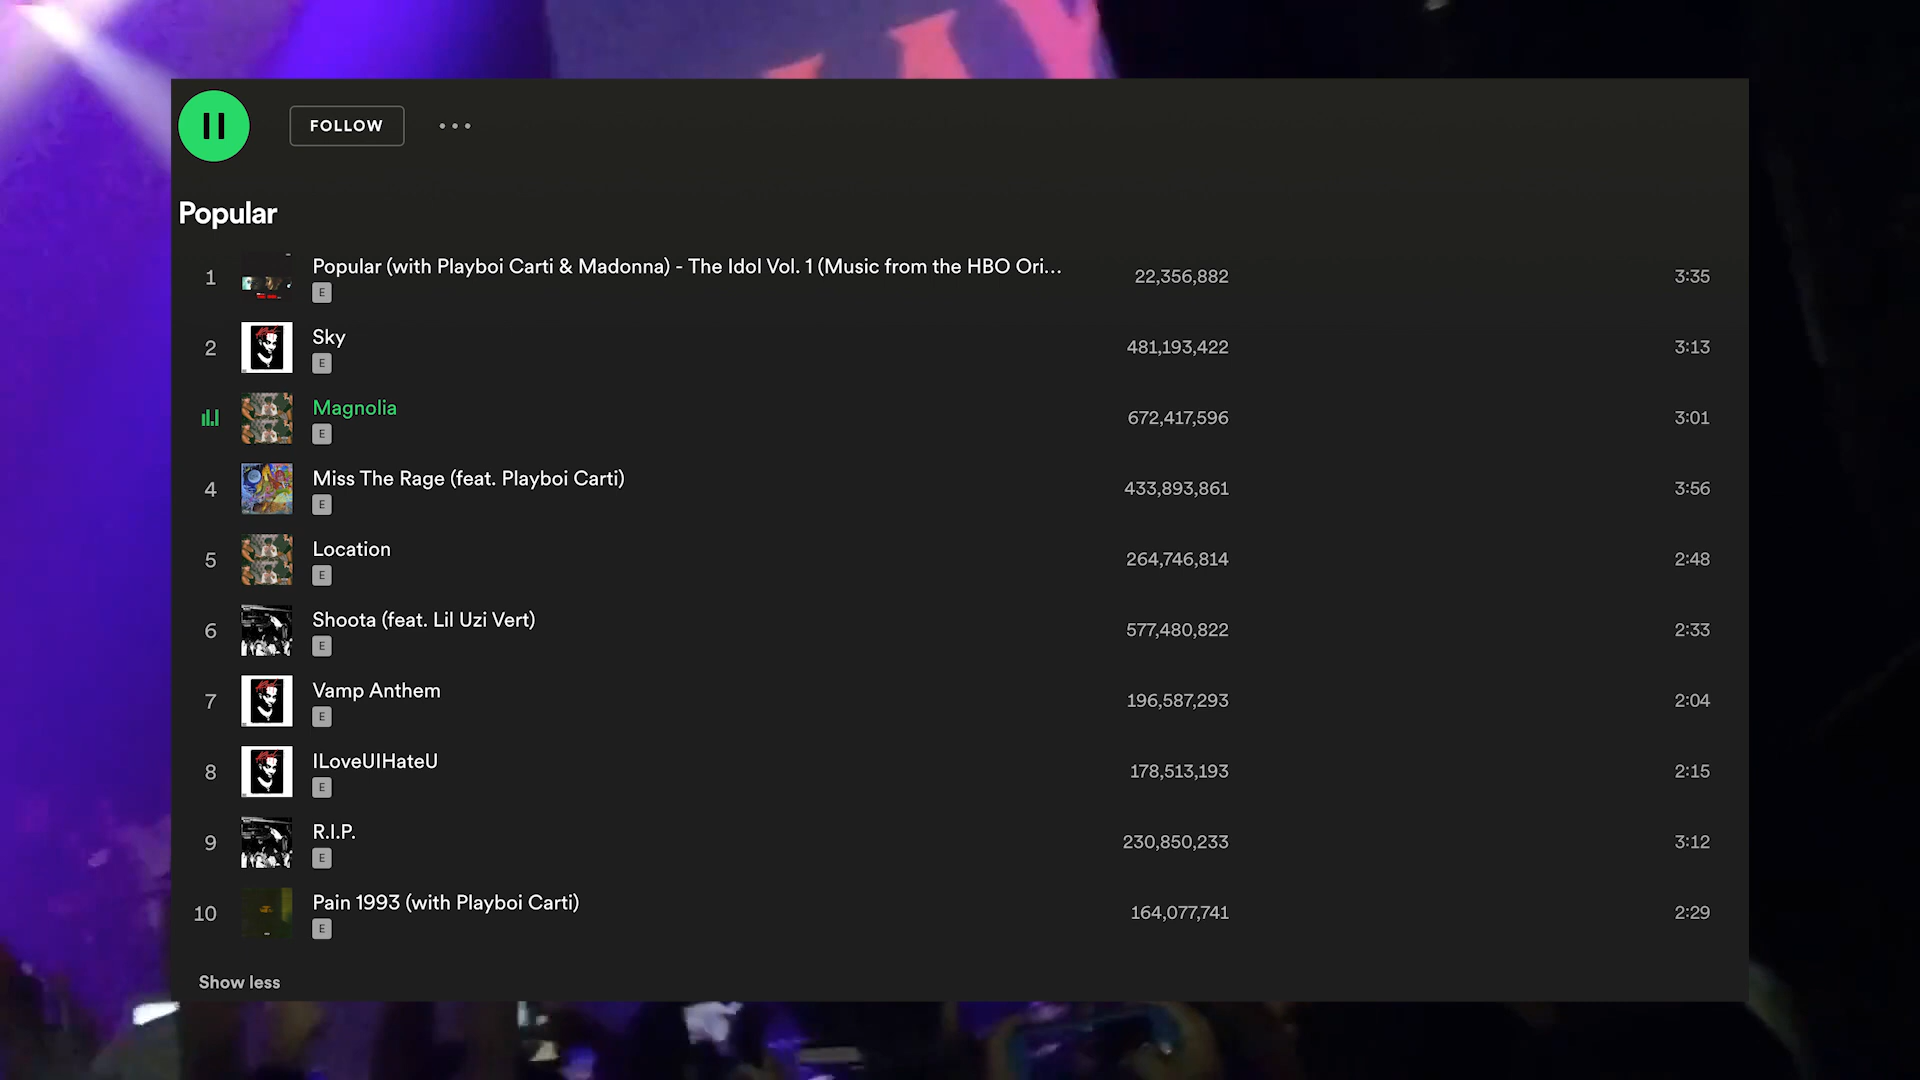 FOLLOW
Popular
1 Popular (with Playboi Carti & Madonna) - The Idol Vol. 1 (Music from the HBO Ori... 22,356,882 3:35
E
2 Sky 481,193,422 3:13
E
Magnolia 672,417,596 3:01
E
4 Miss The Rage (feat. Playboi Carti) 433,893,861 3:56
E
5 Location 264,746,814 2:48
E
6 Shoota (feat. Lil Uzi Vert) 577,480,822 2:33
E
7 Vamp Anthem 196,587,293 2:04
E
8 ILoveUIHateU 178,513,193 2:15
E
9 R.I.P. 230,850,233 3:12
E
10 Pain 1993 (with Playboi Carti) 164,077,741 2:29
E
Show less